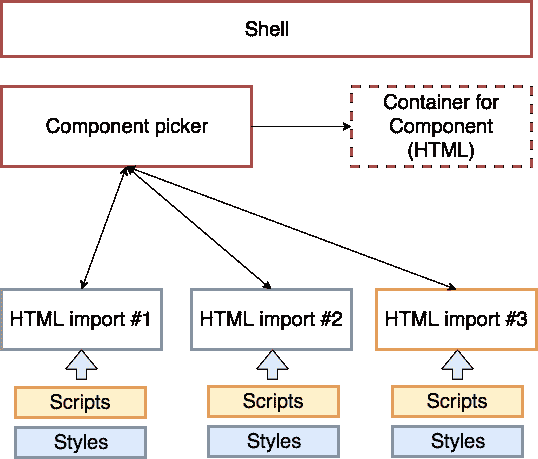 Shell
Component picker
Container for
Component
(HTML)
HTML import #1
HTML import #2
HTML import #3
Scripts
Scripts
Scripts
Styles
Styles
Styles